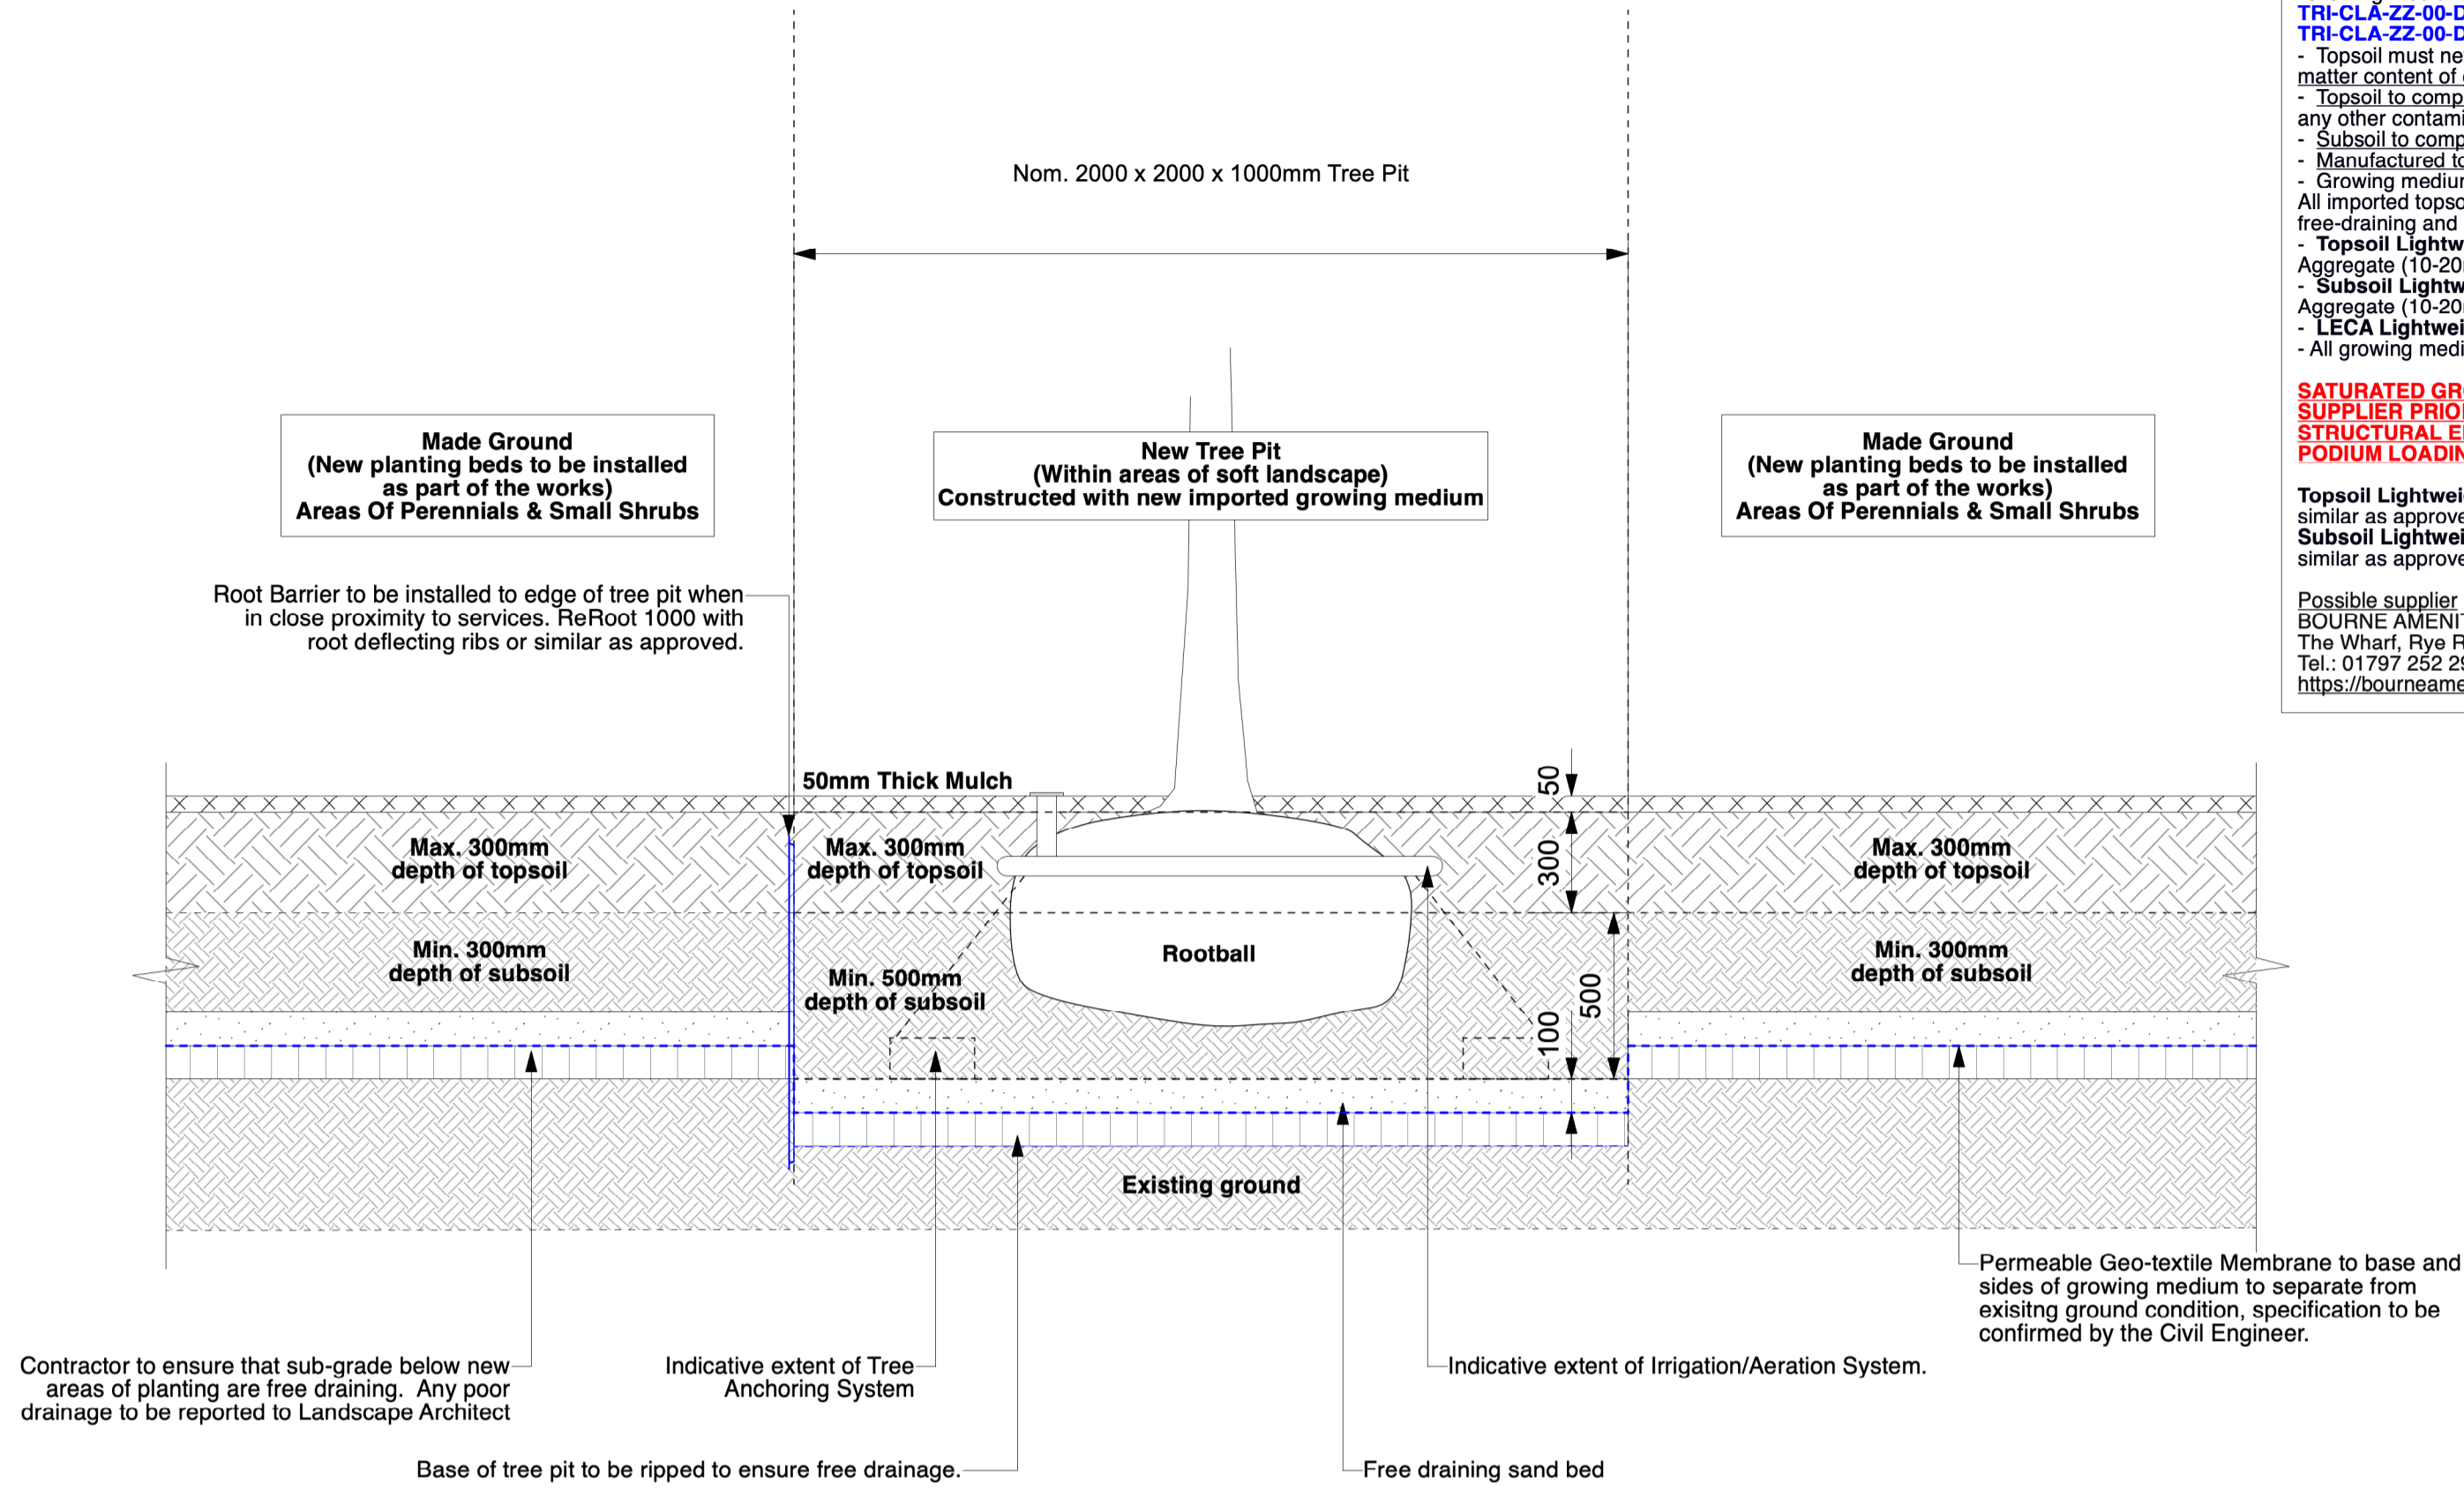 Nom. 2000 x 2000 x 1000mm Tree Pit
Made Ground
(New planting beds to be installed
as part of the works)
Areas Of Perennials & Small Shrubs
New Tree Pit
(Within areas of soft landscape)
Constructed with new imported growing medium
Made Ground
(New planting beds to be installed
as part of the works)
Areas Of Perennials & Small Shrubs
Root Barrier to be installed to edge of tree pit when
in close proximity to services. ReRoot 1000 with
root deflecting ribs or similar as approved.
50mm Thick Mulch
50
Max. 300mm
depth of topsoil
Max. 300mm
depth of topsoil
300
Max. 300mm
depth of topsoil
Min. 300mm
depth of subsoil
Min. 500mm
depth of subsoil
Rootball
500
100
Min. 300mm
depth of subsoil
Existing ground
Permeable Geo-textile Membrane to base and
sides of growing medium to separate from
exisitng ground condition, specification to be
confirmed by the Civil Engineer.
Contractor to ensure that sub-grade below new
areas of planting are free draining. Any poor
drainage to be reported to Landscape Architect
Indicative extent of Tree
Anchoring System
Indicative extent of Irrigation/Aeration System.
Base of tree pit to be ripped to ensure free drainage.
Free draining sand bed
TRI-CLA-ZZ-00-D
TRI-CLA-ZZ-00-D
- Topsoil must ne
matter content of
- Topsoil to comp
any other contami
- Subsoil to comp
- Manufactured to
- Growing mediur
All imported topso
free-draining and
- Topsoil Lightw
Aggregate (10-20
- Subsoil Lightw
Aggregate (10-20
- LECA Lightwei
- All growing medi
SATURATED GR
SUPPLIER PRIO
STRUCTURAL E
PODIUM LOADIN
Topsoil Lightwei
similar as approve
Subsoil Lightwei
similar as approve
Possible supplier
BOURNE AMENIT
The Wharf, Rye R
Tel.: 01797 252 29
https://bourneame